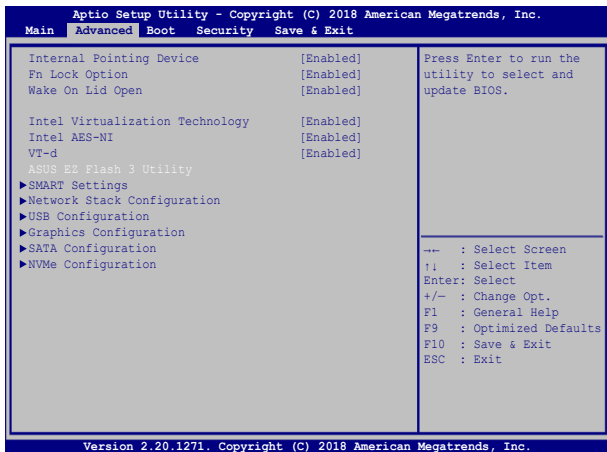 Aptio Setup Utility - Copyright (C) 2018 American Megatrends, Inc.
Main Advanced Boot Security Save & Exit
Internal Pointing Device [Enabled]
Fn Lock Option [Enabled]
Wake On Lid Open [Enabled]
Intel Virtualization Technology [Enabled]
Intel AES-NI [Enabled]
VT-d [Enabled]
ASUS EZ Flash 3 Utility
▶SMART Settings
▶Network Stack Configuration
▶USB Configuration
▶Graphics Configuration
▶SATA Configuration
▶NVMe Configuration
Press Enter to run the
utility to select and
update BIOS.
→← : Select Screen
↑↓ : Select Item
Enter: Select
+/— : Change Opt.
F1 : General Help
F9 : Optimized Defaults
F10 : Save & Exit
ESC : Exit
Version 2.20.1271. Copyright (C) 2018 American Megatrends, Inc.